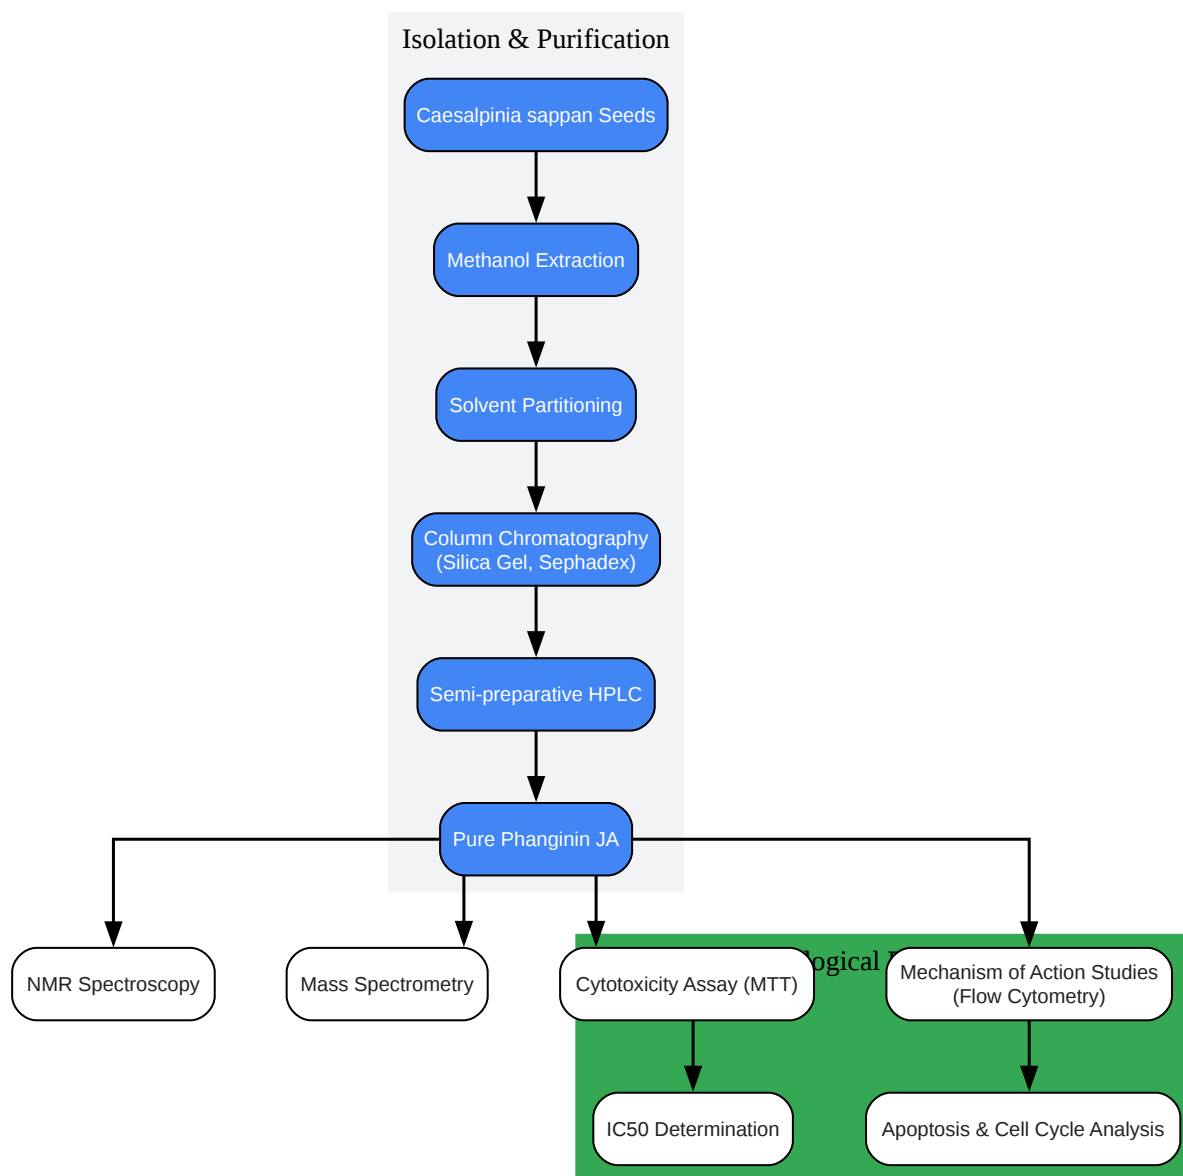 Isolation & Purification
Caesalpinia sappan Seeds
Methanol Extraction
Solvent Partitioning
Column Chromatography
(Silica Gel, Sephadex)
Semi-preparative HPLC
Pure Phanginin JA
NMR Spectroscopy
Mass Spectrometry
Cytotoxicity Assay (MTT)
Mechanism of Action Studies
(Flow Cytometry)
IC50 Determination
Apoptosis & Cell Cycle Analysis